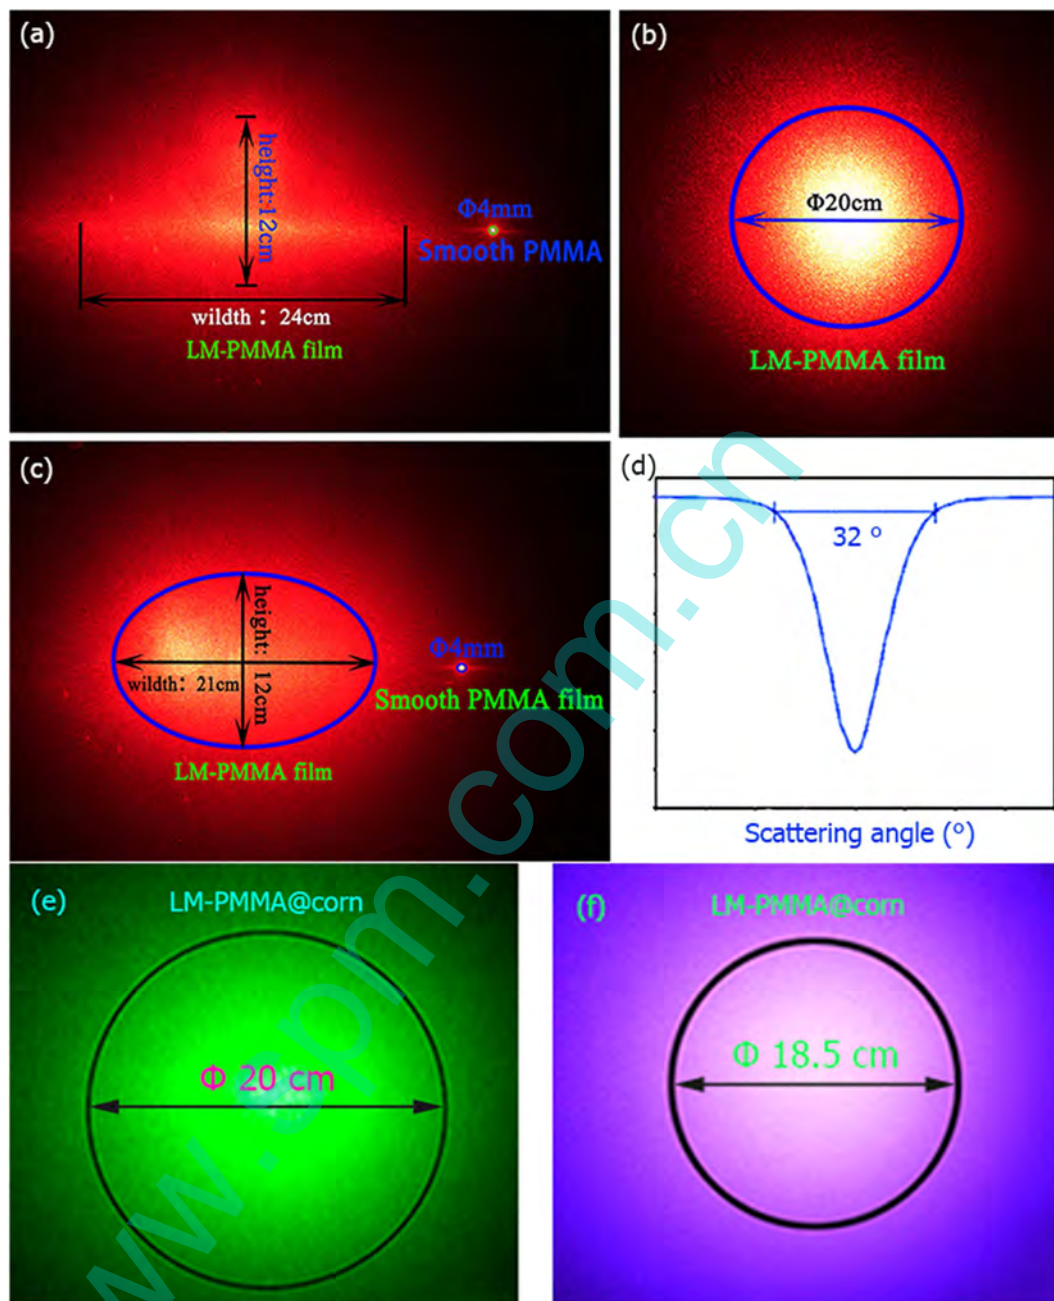 (a)
height:12cm
Φ4mm
Smooth PMMA
wildth： 24cm
LM-PMMA film
(b)
Φ20cm
LM-PMMA film
(c)
height: 12cm
wildth: 21cm
Φ4mm
Smooth PMMA film
LM-PMMA film
(d)
32 °
Scattering angle (°)
(e)
LM-PMMA@corn
Φ 20 cm
(f)
LM-PMMA@corn
Φ 18.5 cm
www.spm.com.cn